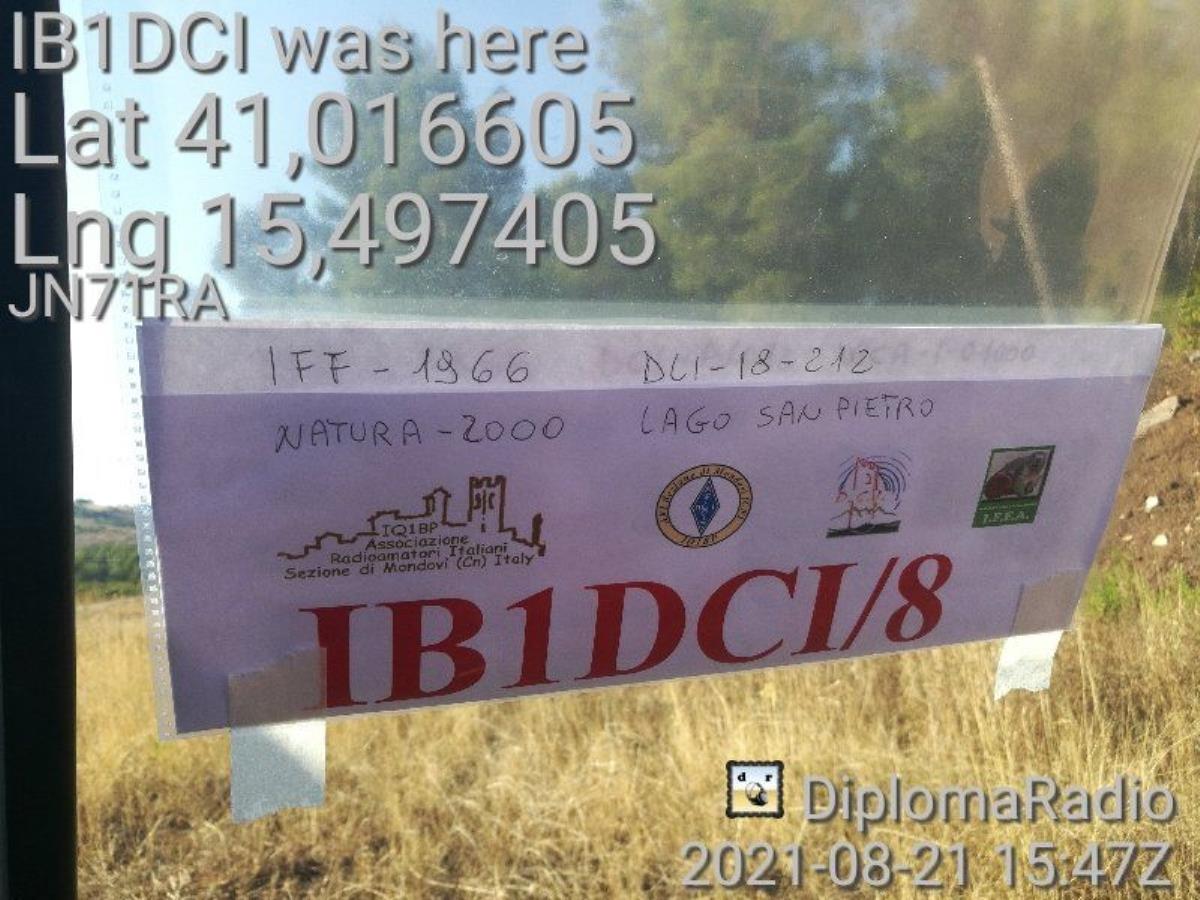 IB1DCI was here
Lat 41,016605
Lng 15,497405
JN71RA
IFF - 1966 DCI-18-212
NATURA-2000 LAGO SAN PIETRO
IQ1BP
Associazione
Radioamatori Italiani
Sezione di Mondovì (Cn) Italy
I.F.F.A.
IB1DCI/8
DiplomaRadio
2021-08-21 15:47Z